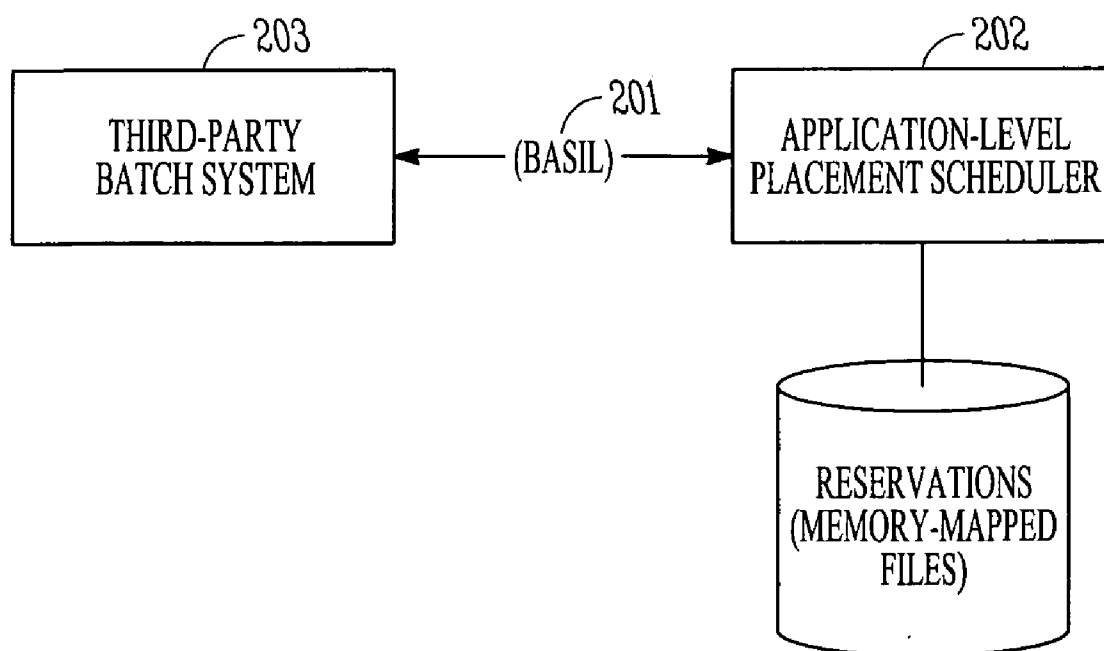 203
202
201
THIRD-PARTY
BATCH SYSTEM
(BASIL)
APPLICATION-LEVEL
PLACEMENT SCHEDULER
RESERVATIONS
(MEMORY-MAPPED
FILES)